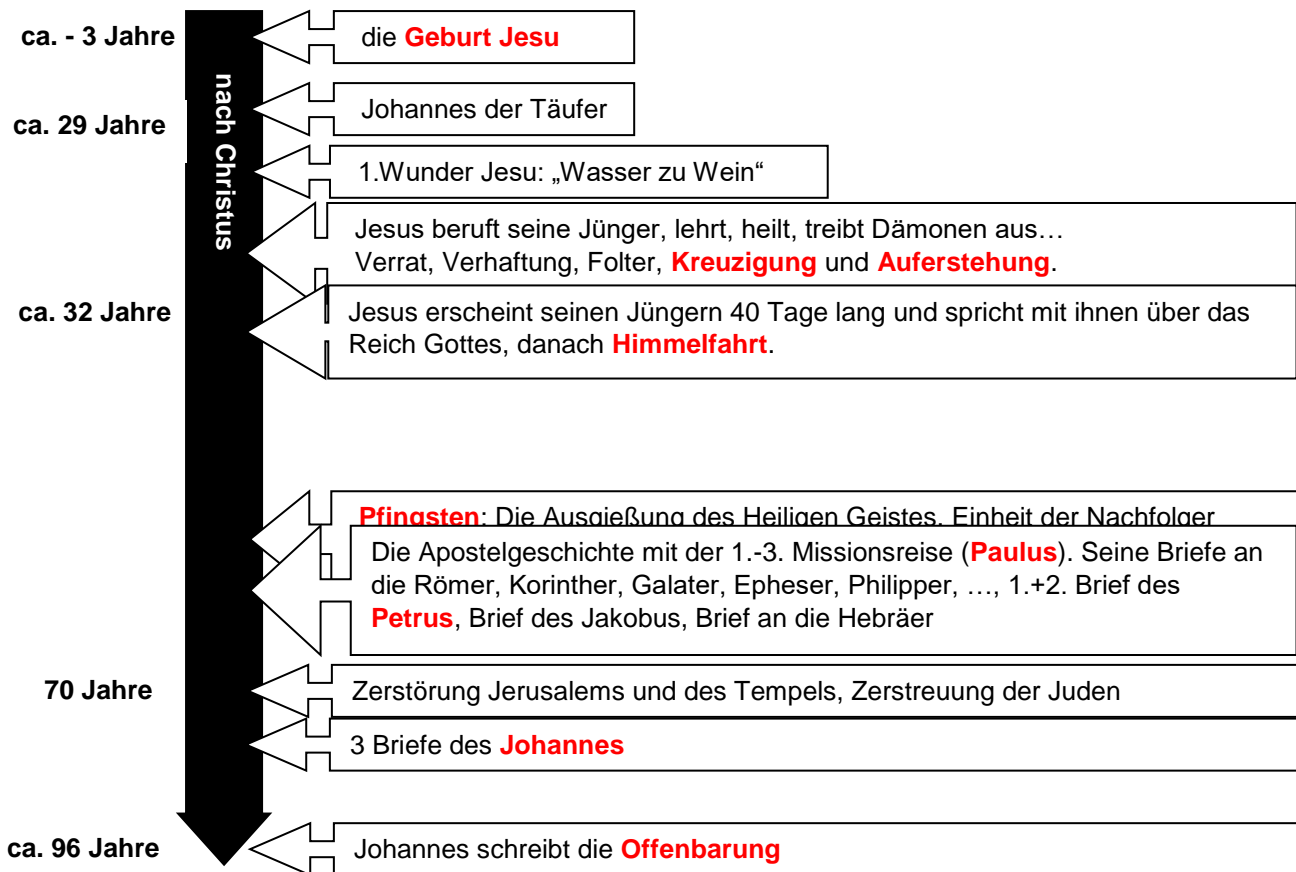 ca. - 3 Jahre
die Geburt Jesu
nach Christus
Johannes der Täufer
ca. 29 Jahre
1.Wunder Jesu: „Wasser zu Wein“
Jesus beruft seine Jünger, lehrt, heilt, treibt Dämonen aus…
Verrat, Verhaftung, Folter, Kreuzigung und Auferstehung.
ca. 32 Jahre
Jesus erscheint seinen Jüngern 40 Tage lang und spricht mit ihnen über das
Reich Gottes, danach Himmelfahrt.
Pfingsten: Die Ausgießung des Heiligen Geistes, Einheit der Nachfolger
Die Apostelgeschichte mit der 1.-3. Missionsreise (Paulus). Seine Briefe an
die Römer, Korinther, Galater, Epheser, Philipper, …, 1.+2. Brief des
Petrus, Brief des Jakobus, Brief an die Hebräer
70 Jahre
Zerstörung Jerusalems und des Tempels, Zerstreuung der Juden
3 Briefe des Johannes
ca. 96 Jahre
Johannes schreibt die Offenbarung